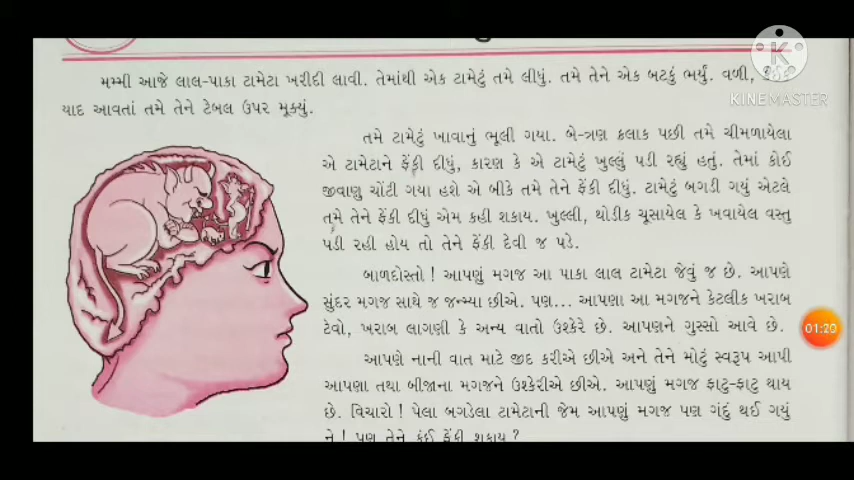 મમ્મી આજે લાલ-પાકા ટામેટા ખરીદી લાવી. તેમાંથી એક ટામેટું તમે લીધું. તમે તેને એક બટકું ભર્યું. વળી,
યાદ આવતાં તમે તેને ટેબલ ઉપર મૂક્યું.
KINEMASTER
તમે ટામેટું ખાવાનું ભૂલી ગયા. બે-ત્રણ કલાક પછી તમે ચીમળાયેલા
એ ટામેટાને ફેંકી દીધું, કારણ કે એ ટામેટું ખુલ્લું પડી રહ્યું હતું. તેમાં કોઈ
જીવાણુ ચોંટી ગયા હશે એ બીકે તમે તેને ફેંકી દીધું. ટામેટું બગડી ગયું એટલે
તમે તેને ફેંકી દીધું એમ કહી શકાય. ખુલ્લી, થોડીક ચૂસાયેલ કે ખવાયેલ વસ્તુ
પડી રહી હોય તો તેને ફેંકી દેવી જ પડે.
બાળદોસ્તો ! આપણું મગજ આ પાકા લાલ ટામેટા જેવું જ છે. આપણે
સુંદર મગજ સાથે જ જન્મ્યા છીએ. પણ... આપણા આ મગજને કેટલીક ખરાબ
ટેવો, ખરાબ લાગણી કે અન્ય વાતો ઉશ્કેરે છે. આપણને ગુસ્સો આવે છે.
01:20
આપણે નાની વાત માટે જીદ કરીએ છીએ અને તેને મોટું સ્વરૂપ આપી
આપણા તથા બીજાના મગજને ઉશ્કેરીએ છીએ. આપણું મગજ ફાટુ-ફાટુ થાય
છે. વિચારો ! પેલા બગડેલા ટામેટાની જેમ આપણું મગજ પણ ગંદું થઈ ગયું
ને ! પણ તેને કંઈ ફેંકી શકાય ?